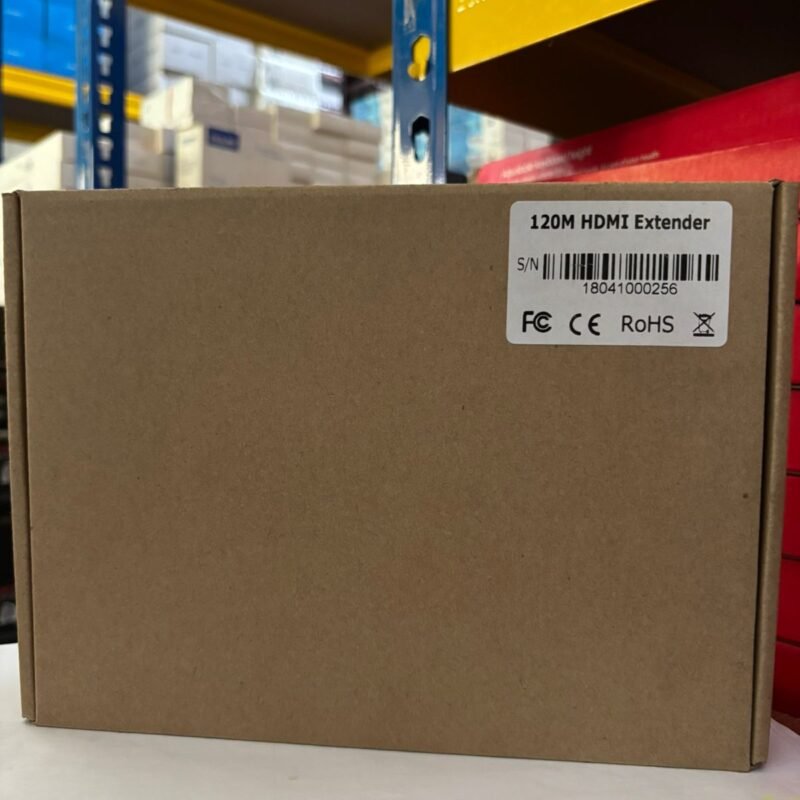 120M HDMI Extender
S/N
18041000256
FC CE RoHS